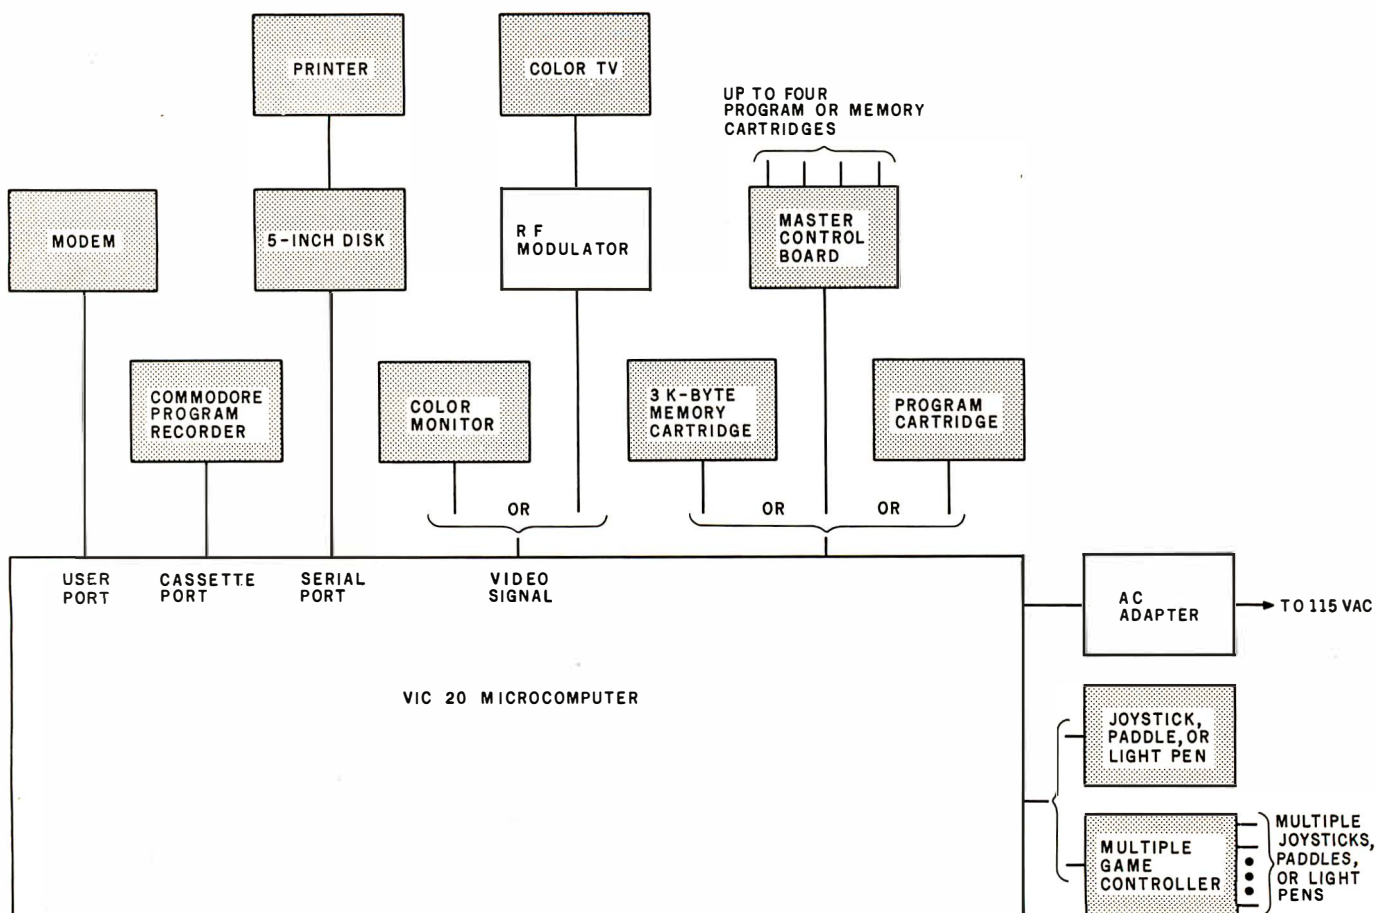 PRINTER
COLOR TV
UP TO FOUR
PROGRAM OR MEMORY
CARTRIDGES
MODEM
5-INCH DISK
RF
MODULATOR
MASTER
CONTROL
BOARD
COMMODORE
PROGRAM
RECORDER
COLOR
MONITOR
3K-BYTE
MEMORY
CARTRIDGE
PROGRAM
CARTRIDGE
OR
OR
OR
USER
PORT
CASSETTE
PORT
SERIAL
PORT
VIDEO
SIGNAL
AC
ADAPTER
TO 115 VAC
VIC 20 MICROCOMPUTER
JOYSTICK,
PADDLE, OR
LIGHT PEN
MULTIPLE
GAME
CONTROLLER
MULTIPLE
JOYSTICKS,
PADDLES,
OR LIGHT
PENS